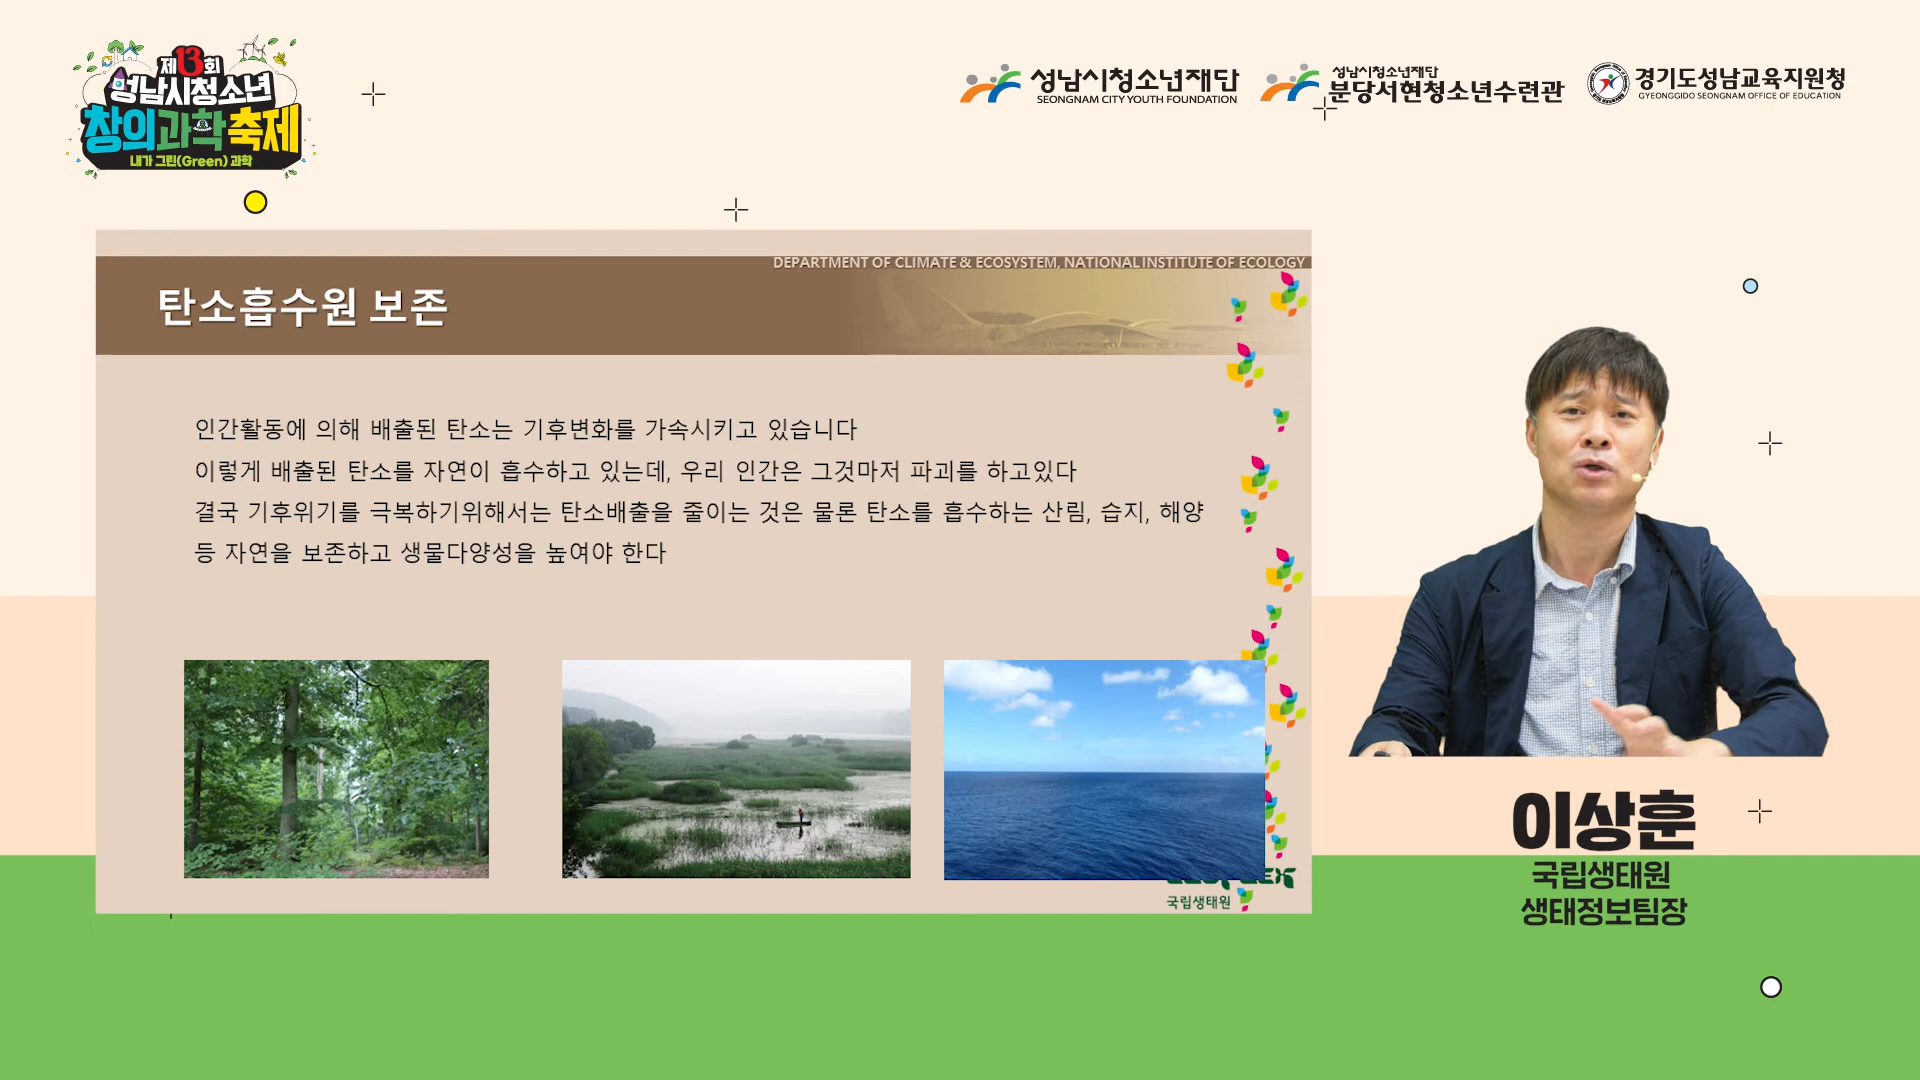 제13회
성남시청소년
창의과학축제
내가 그린(Green) 과학
성남시청소년재단
SEONGNAM CITY YOUTH FOUNDATION
성남시청소년재단
분당서현청소년수련관
경기도성남교육지원청
GYEONGGIDO SEONGNAM OFFICE OF EDUCATION
DEPARTMENT OF CLIMATE & ECOSYSTEM, NATIONAL INSTITUTE OF ECOLOGY
탄소흡수원 보존
인간활동에 의해 배출된 탄소는 기후변화를 가속시키고 있습니다
이렇게 배출된 탄소를 자연이 흡수하고 있는데, 우리 인간은 그것마저 파괴를 하고있다
결국 기후위기를 극복하기위해서는 탄소배출을 줄이는 것은 물론 탄소를 흡수하는 산림, 습지, 해양
등 자연을 보존하고 생물다양성을 높여야 한다
국립생태원
이상훈
국립생태원
생태정보팀장